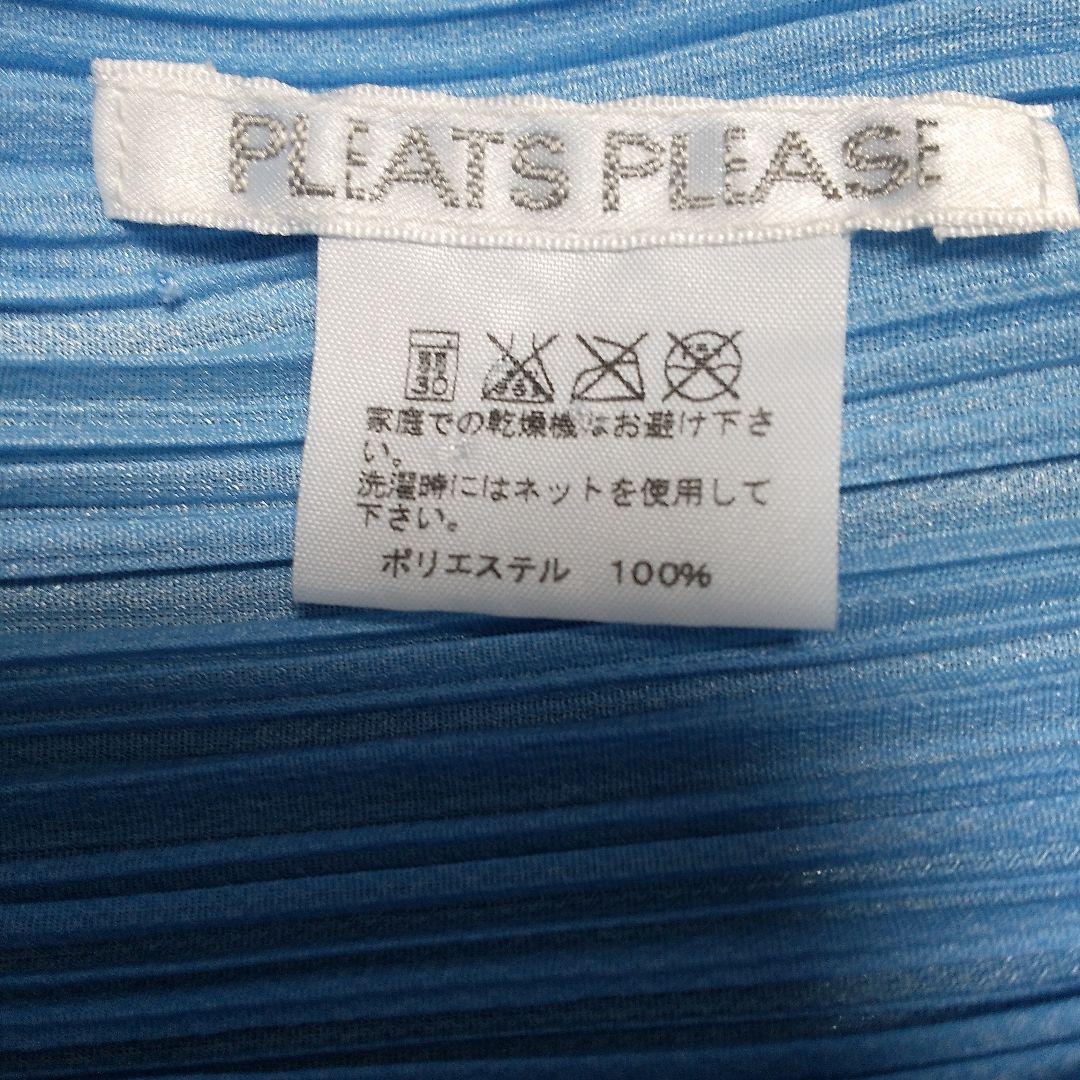 PLEATS PLEASE
弱
30
家庭での乾燥機はお避け下さ
い。
洗濯時にはネットを使用して
下さい。
ポリエステル 100%